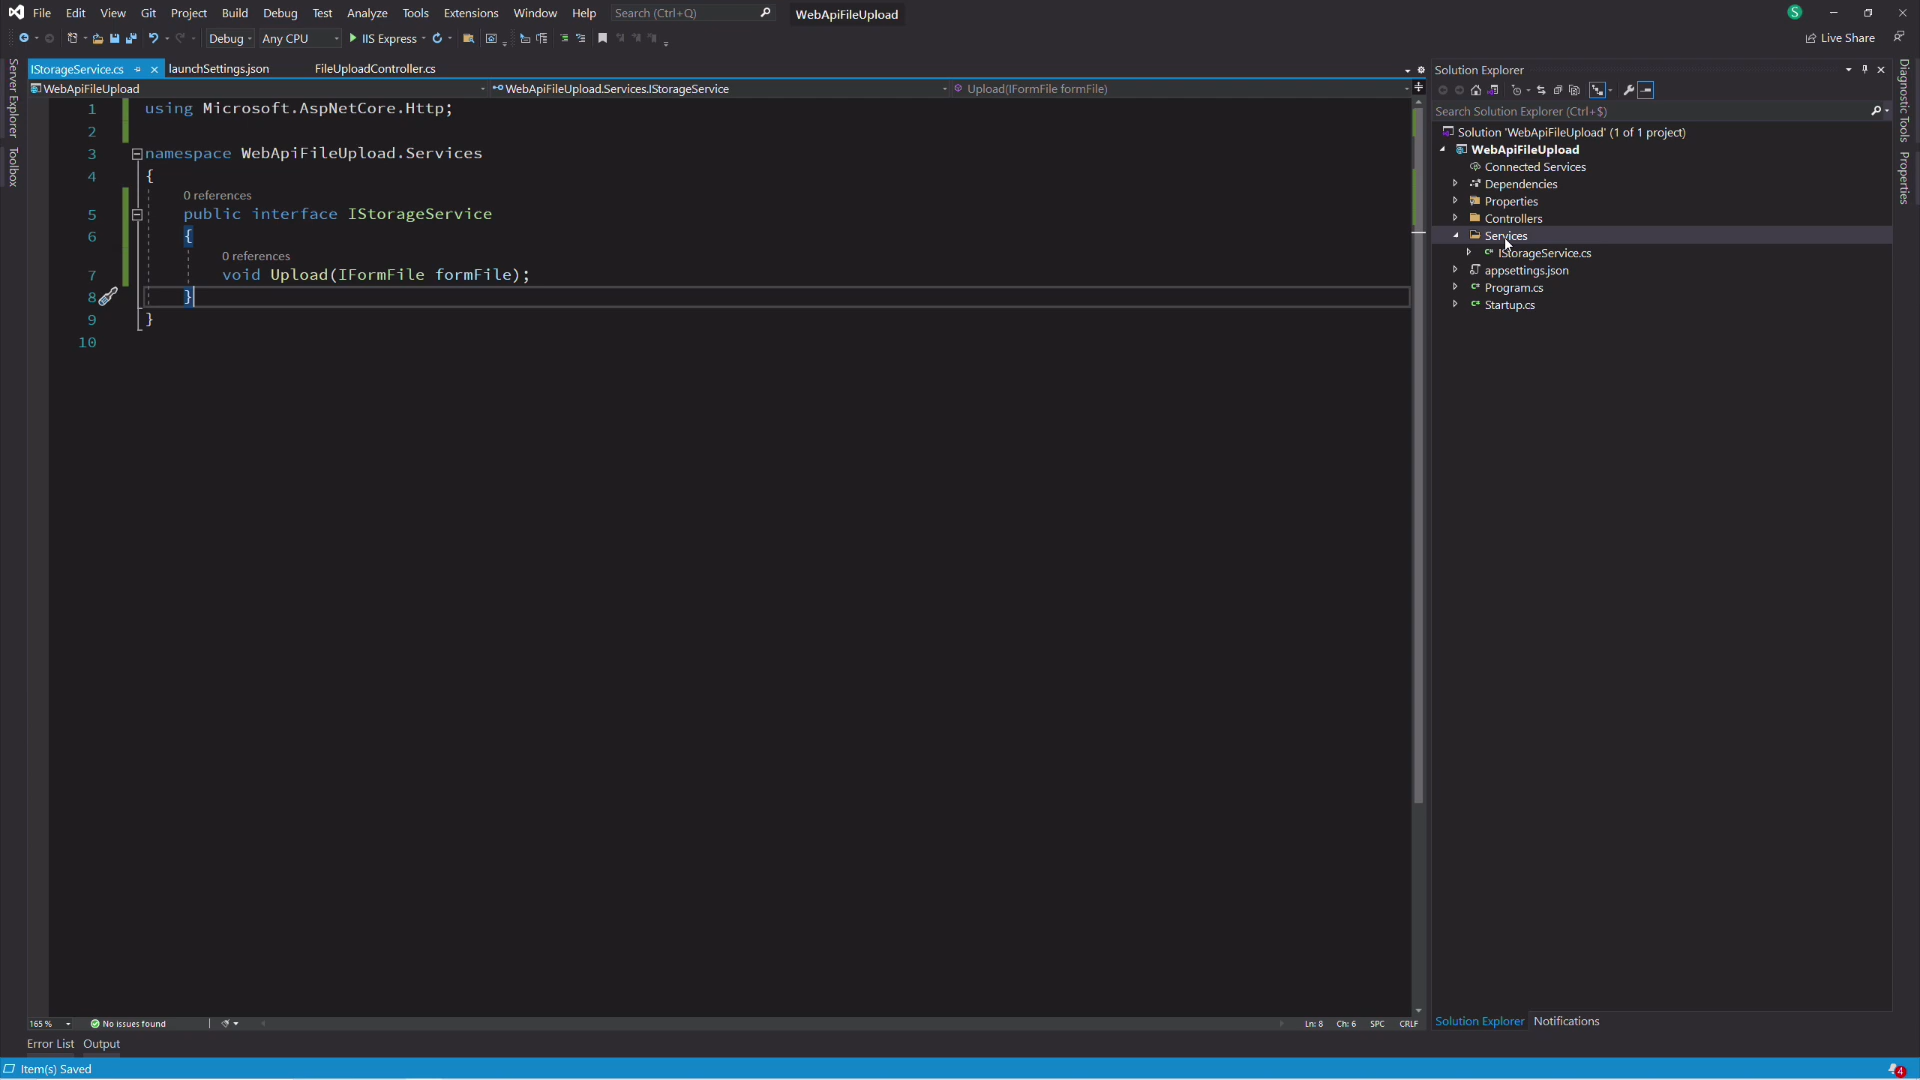 File Edit View Git Project Build Debug Test Analyze Tools Extensions Window Help Search (Ctrl+Q) WebApiFileUpload S
Debug Any CPU IIS Express Live Share
Server Explorer
Toolbox
IStorageService.cs launchSettings.json FileUploadController.cs
WebApiFileUpload WebApiFileUpload.Services.IStorageService Upload(IFormFile formFile)
1 using Microsoft.AspNetCore.Http;
2
3 namespace WebApiFileUpload.Services
4 {
0 references
5 public interface IStorageService
6 {
0 references
7 void Upload(IFormFile formFile);
8 }
9 }
10
165 % No issues found Ln: 8 Ch: 6 SPC CRLF
Error List Output
Item(s) Saved 4
Solution Explorer
Search Solution Explorer (Ctrl+$)
Solution 'WebApiFileUpload' (1 of 1 project)
WebApiFileUpload
Connected Services
Dependencies
Properties
Controllers
Services
IStorageService.cs
appsettings.json
Program.cs
Startup.cs
Solution Explorer Notifications
Diagnostic Tools
Properties